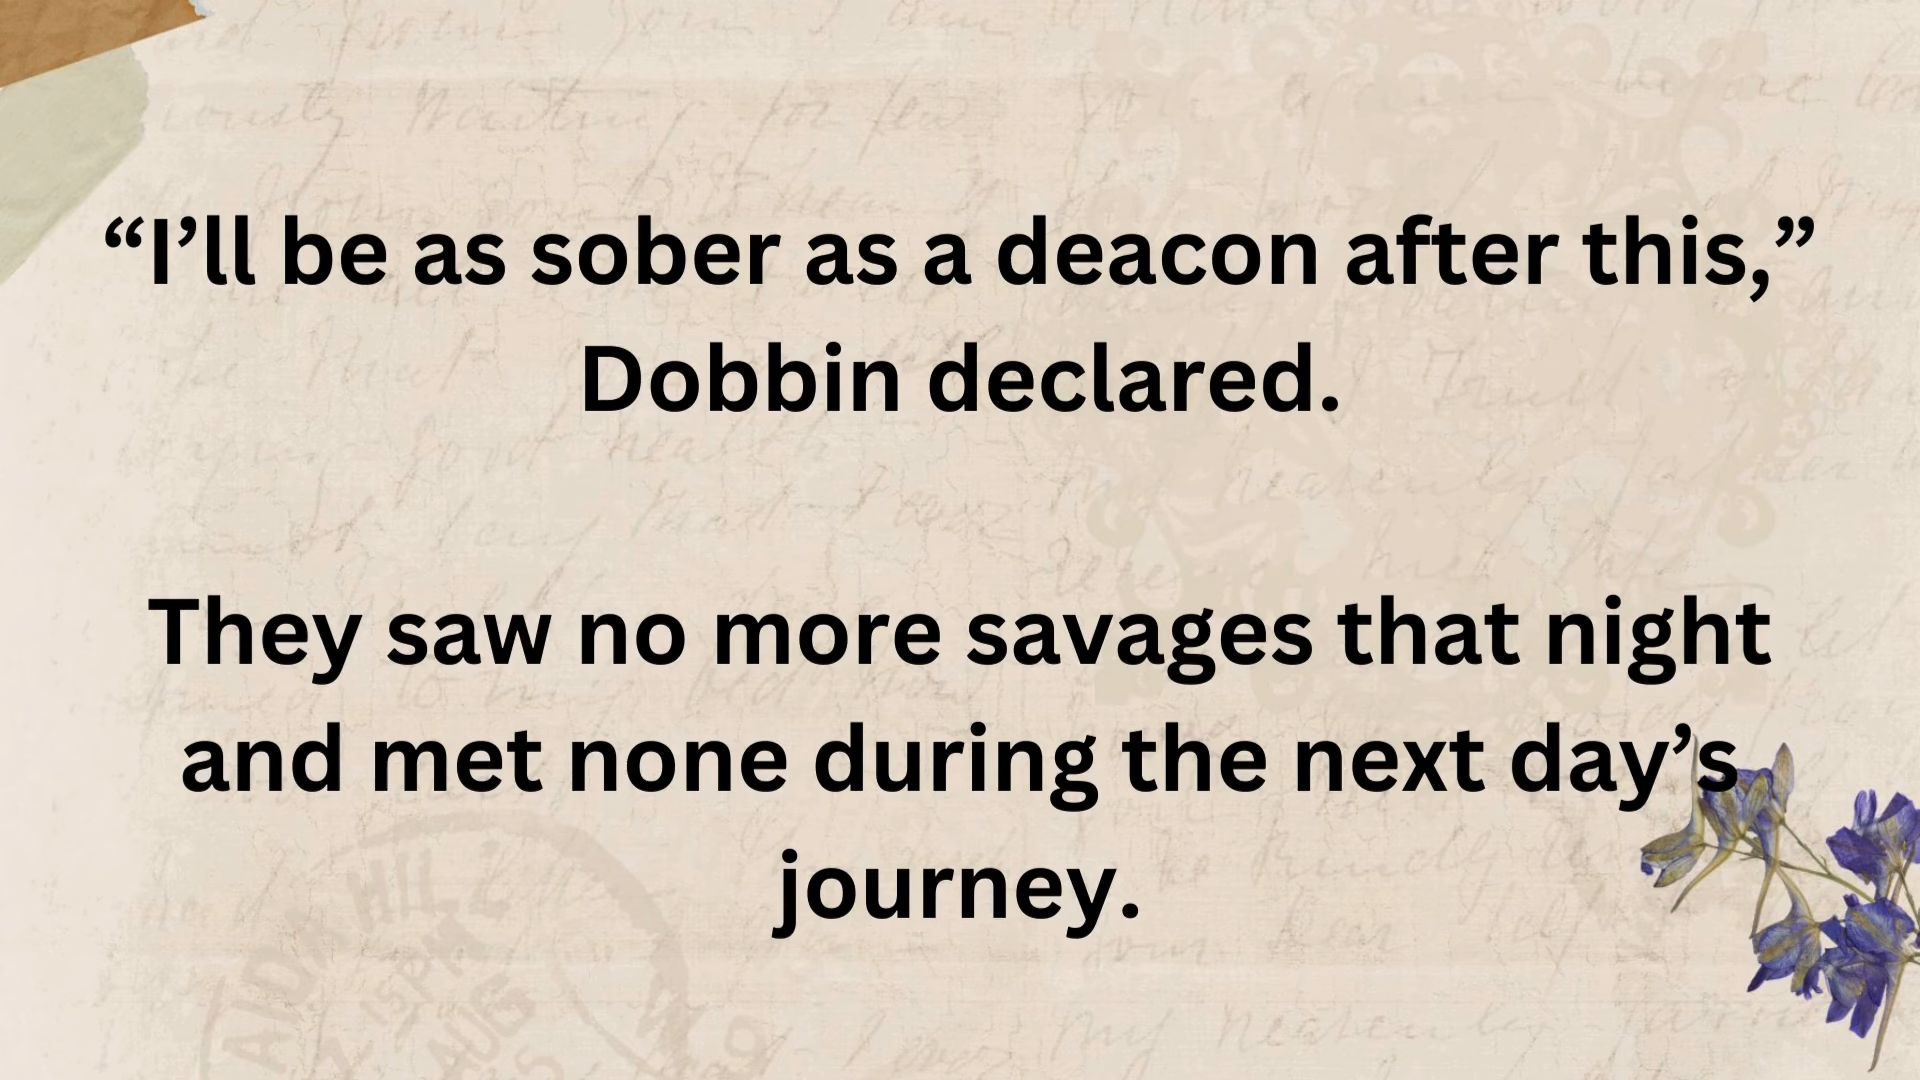 “I’ll be as sober as a deacon after this,”
Dobbin declared.
They saw no more savages that night
and met none during the next day’s
journey.